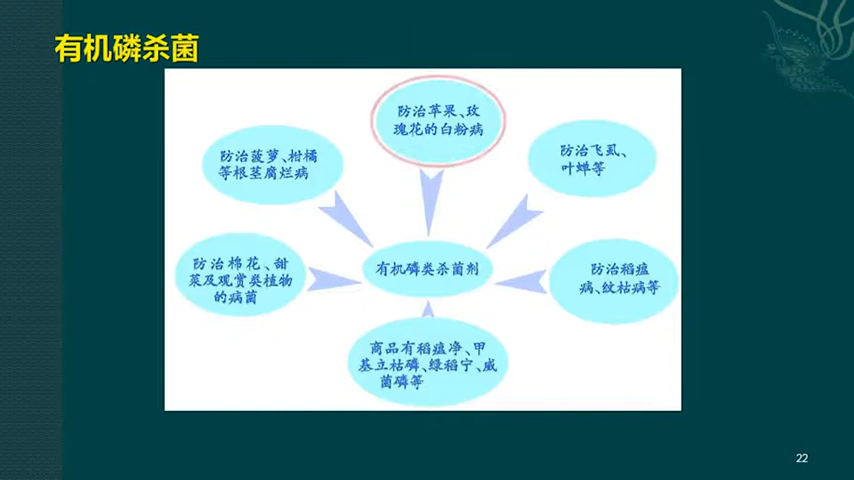 有机磷杀菌
防治苹果、玫
瑰花的白粉病
防治菠萝、柑橘
等根茎腐烂病
防治飞虱、
叶蝉等
防治棉花、甜
菜及观赏类植物
的病菌
有机磷类杀菌剂
防治稻瘟
病、纹枯病等
商品有稻瘟净、甲
基立枯磷、绿稻宁、威
菌磷等
22